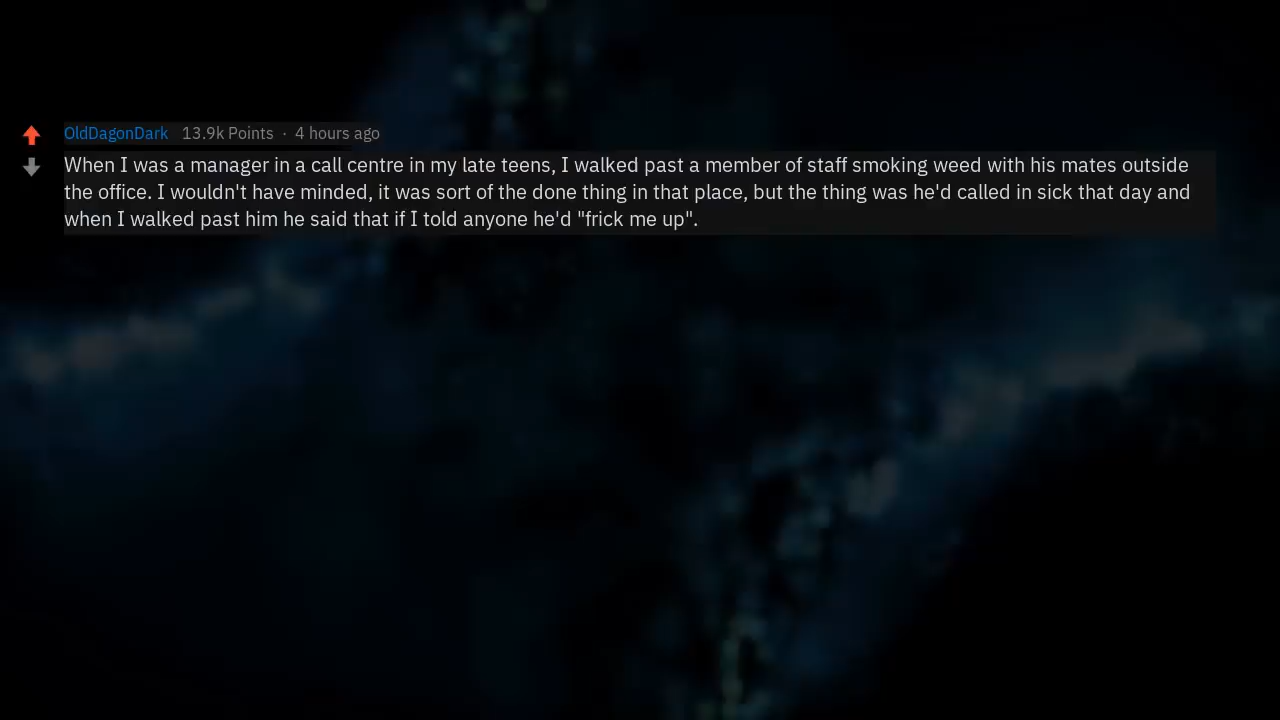 OldDagonDark 13.9k Points · 4 hours ago
When I was a manager in a call centre in my late teens, I walked past a member of staff smoking weed with his mates outside
the office. I wouldn't have minded, it was sort of the done thing in that place, but the thing was he'd called in sick that day and
when I walked past him he said that if I told anyone he'd "frick me up".